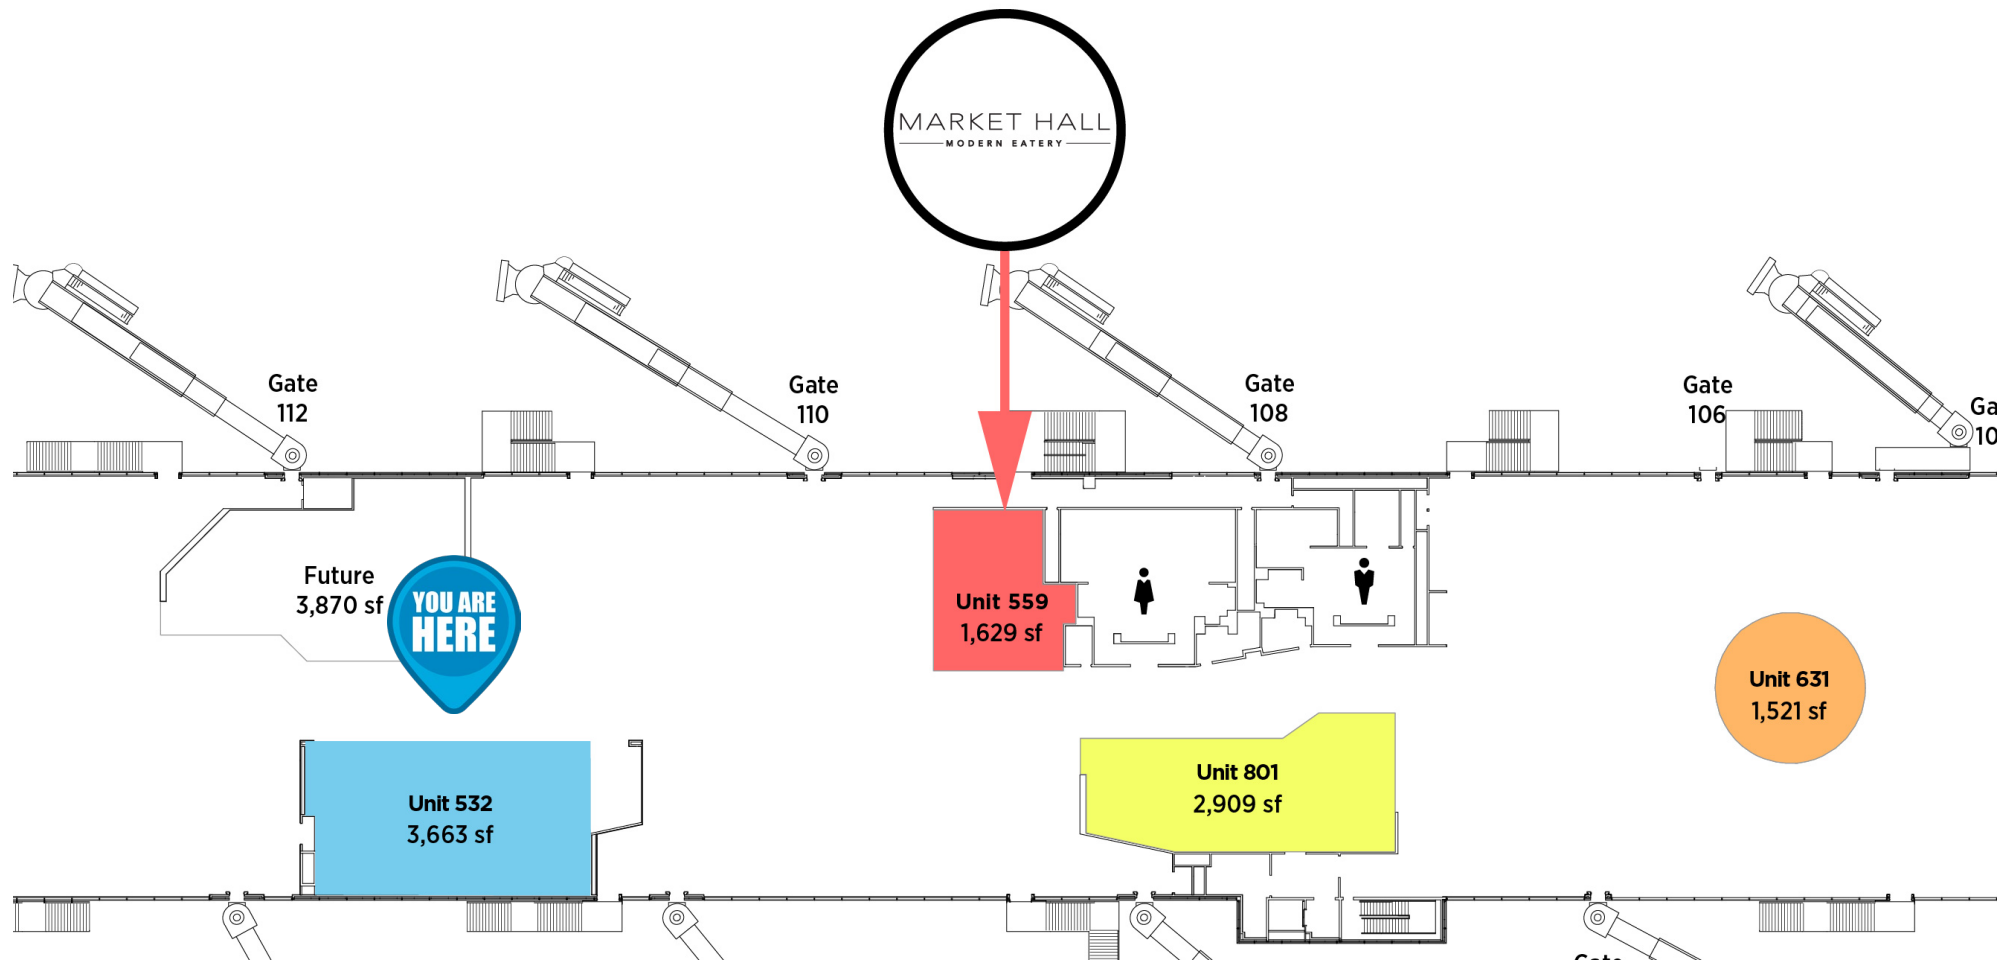 MARKET HALL
MODERN EATERY
Gate
112
Gate
110
Gate
108
Gate
106
Future
3,870 sf
YOU ARE
HERE
Unit 559
1,629 sf
Unit 631
1,521 sf
Unit 532
3,663 sf
Unit 801
2,909 sf